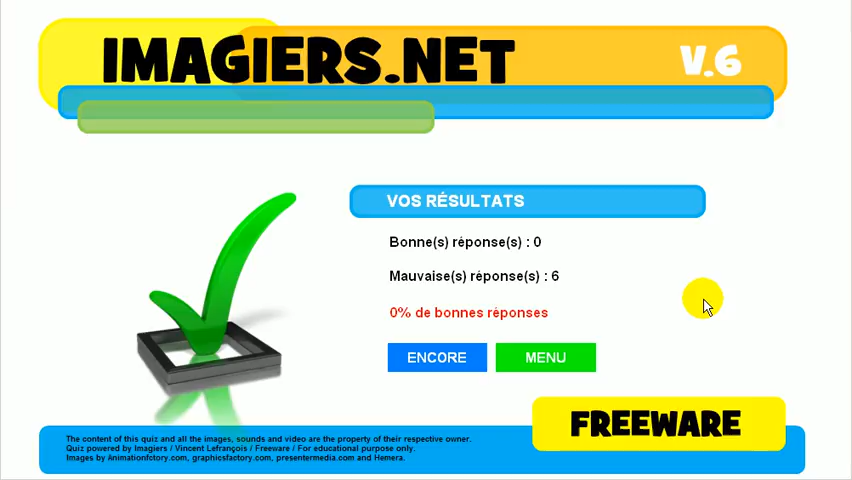 IMAGIERS.NET
V.6
VOS RÉSULTATS
Bonne(s) réponse(s) : 0
Mauvaise(s) réponse(s) : 6
0% de bonnes réponses
ENCORE
MENU
FREEWARE
The content of this quiz and all the images, sounds and video are the property of their respective owner.
Quiz powered by Imagiers / Vincent Lefrançois / Freeware / For educational purpose only.
Images by Animationfctory.com, graphicsfactory.com, presentermedia.com and Hemera.